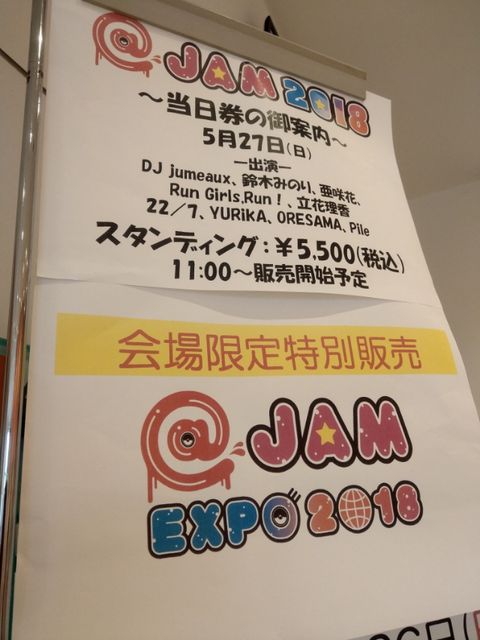 @JAM 2018
～当日券の御案内～
5月27日(日)
―出演―
DJ jumeaux、鈴木みのり、亜咲花、
Run Girls,Run！、立花理香
22／7、YURiKA、ORESAMA、Pile
スタンディング：￥5,500(税込)
11:00～販売開始予定
会場限定特別販売
@JAM
EXPO 2018